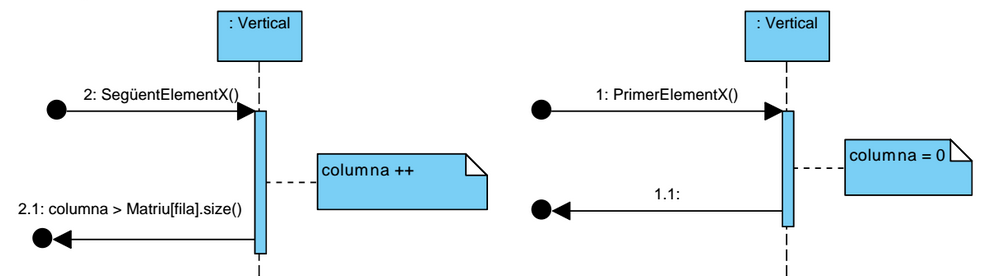 : Vertical
2: SegüentElementX()
columna ++
2.1: columna > Matriu[fila].size()
: Vertical
1: PrimerElementX()
columna = 0
1.1: